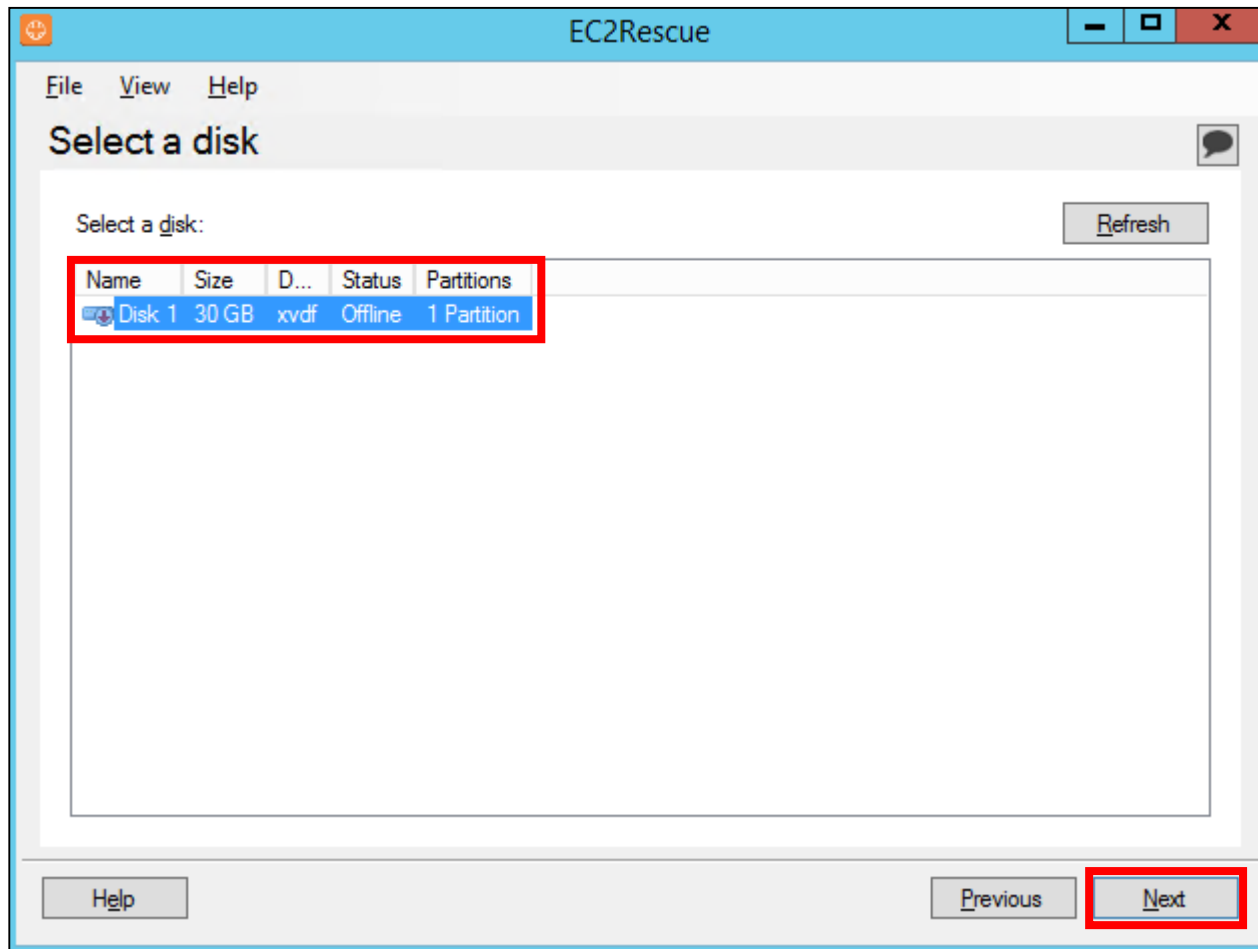 EC2Rescue
File View Help
Select a disk
Select a disk: Refresh
Name Size D... Status Partitions
Disk 1 30 GB xvdf Offline 1 Partition
Help Previous Next